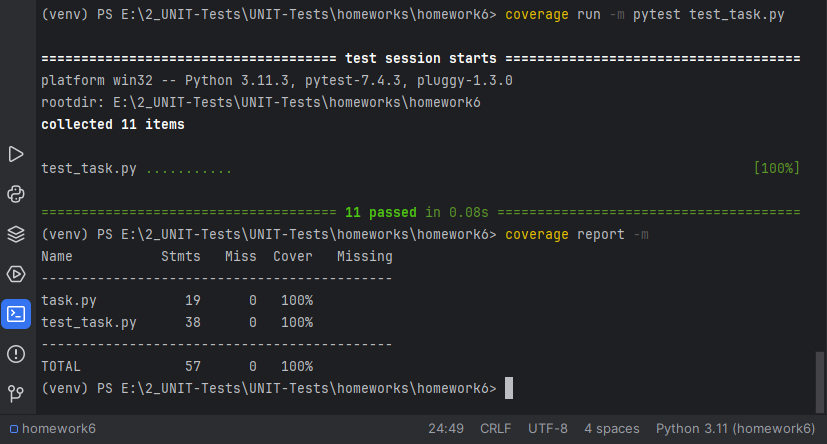 (venv) PS E:\2_UNIT-Tests\UNIT-Tests\homeworks\homework6> coverage run -m pytest test_task.py
===================================== test session starts =====================================
platform win32 -- Python 3.11.3, pytest-7.4.3, pluggy-1.3.0
rootdir: E:\2_UNIT-Tests\UNIT-Tests\homeworks\homework6
collected 11 items
test_task.py ........... [100%]
===================================== 11 passed in 0.08s ======================================
(venv) PS E:\2_UNIT-Tests\UNIT-Tests\homeworks\homework6> coverage report -m
Name           Stmts   Miss  Cover   Missing
--------------------------------------------
task.py           19      0   100%
test_task.py      38      0   100%
--------------------------------------------
TOTAL             57      0   100%
(venv) PS E:\2_UNIT-Tests\UNIT-Tests\homeworks\homework6>
homework6 24:49 CRLF UTF-8 4 spaces Python 3.11 (homework6)